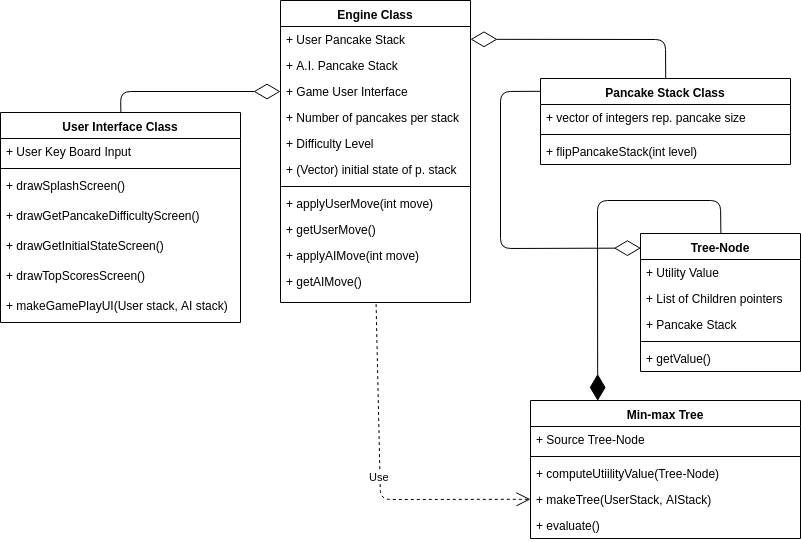 Engine Class
+ User Pancake Stack
+ A.I. Pancake Stack
+ Game User Interface
+ Number of pancakes per stack
+ Difficulty Level
+ (Vector) initial state of p. stack
+ applyUserMove(int move)
+ getUserMove()
+ applyAIMove(int move)
+ getAIMove()
User Interface Class
+ User Key Board Input
+ drawSplashScreen()
+ drawGetPancakeDifficultyScreen()
+ drawGetInitialStateScreen()
+ drawTopScoresScreen()
+ makeGamePlayUI(User stack, AI stack)
Pancake Stack Class
+ vector of integers rep. pancake size
+ flipPancakeStack(int level)
Tree-Node
+ Utility Value
+ List of Children pointers
+ Pancake Stack
+ getValue()
Use
Min-max Tree
+ Source Tree-Node
+ computeUtiilityValue(Tree-Node)
+ makeTree(UserStack, AIStack)
+ evaluate()